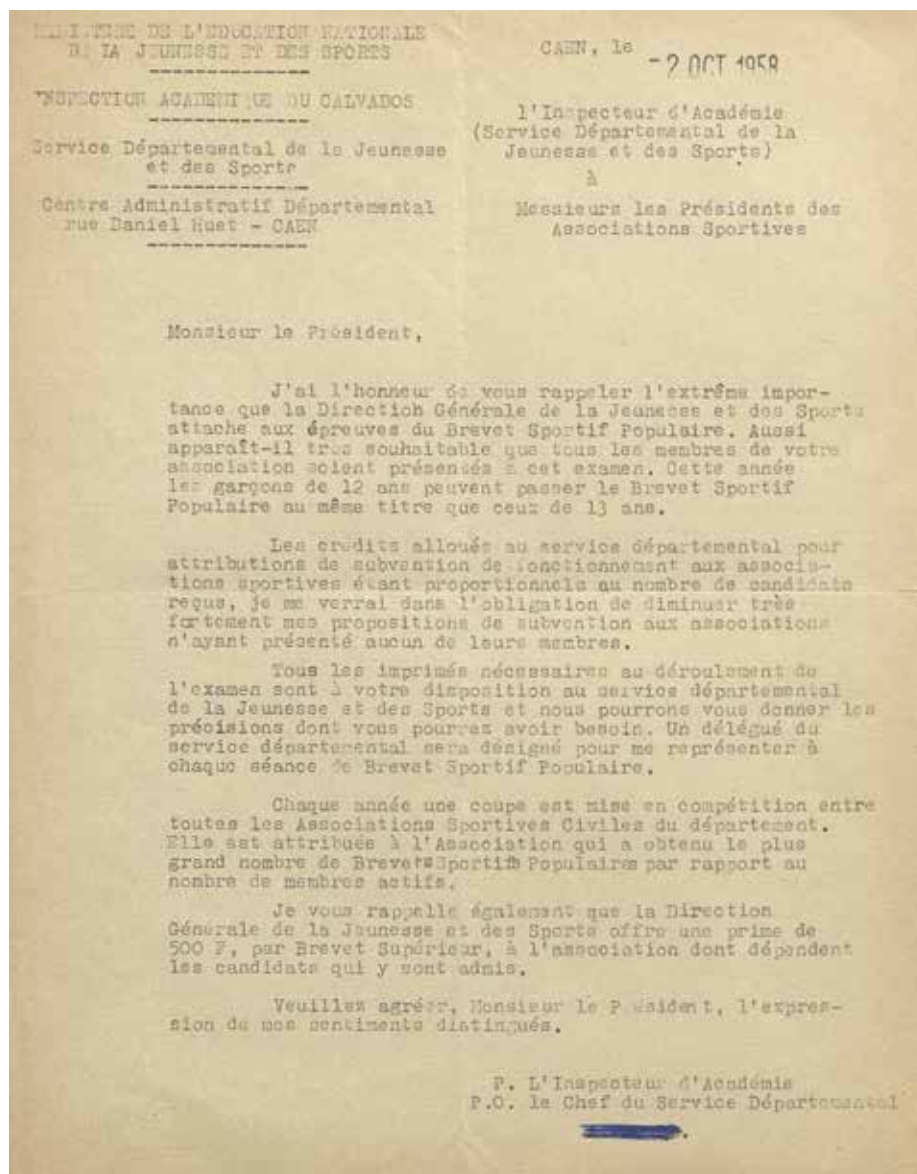 MINISTERE DE L'EDUCATION NATIONALE
DE LA JEUNESSE ET DES SPORTS
INSPECTION ACADEMIQUE DU CALVADOS
Service Départemental de la Jeunesse
et des Sports
Centre Administratif Départemental
rue Daniel Huet - CAEN
CAEN, le
- 2 OCT 1958
l'Inspecteur d'Académie
(Service Départemental de la
Jeunesse et des Sports)
à
Messieurs les Présidents des
Associations Sportives
Monsieur le Président,
J'ai l'honneur de vous rappeler l'extrême impor-
tance que la Direction Générale de la Jeunesse et des Sports
attache aux épreuves du Brevet Sportif Populaire. Aussi
apparaît-il très souhaitable que tous les membres de votre
association soient présentés à cet examen. Cette année
les garçons de 12 ans peuvent passer le Brevet Sportif
Populaire au même titre que ceux de 13 ans.
Les crédits alloués au service départemental pour
attributions de subvention de fonctionnement aux associa-
tions sportives étant proportionnels au nombre de candidats
reçus, je me verrai dans l'obligation de diminuer très
fortement mes propositions de subvention aux associations
n'ayant présenté aucun de leurs membres.
Tous les imprimés nécessaires au déroulement de
l'examen sont à votre disposition au service départemental
de la Jeunesse et des Sports et nous pourrons vous donner les
précisions dont vous pourrez avoir besoin. Un délégué du
service départemental sera désigné pour me représenter à
chaque séance de Brevet Sportif Populaire.
Chaque année une coupe est mise en compétition entre
toutes les Associations Sportives Civiles du département.
Elle est attribuée à l'Association qui a obtenu le plus
grand nombre de Brevets Sportifs Populaires par rapport au
nombre de membres actifs.
Je vous rappelle également que la Direction
Générale de la Jeunesse et des Sports offre une prime de
500 F, par Brevet Supérieur, à l'association dont dépendent
les candidats qui y sont admis.
Veuillez agréer, Monsieur le Président, l'expres-
sion de mes sentiments distingués.
P. L'Inspecteur d'Académie
P.O. le Chef du Service Départemental